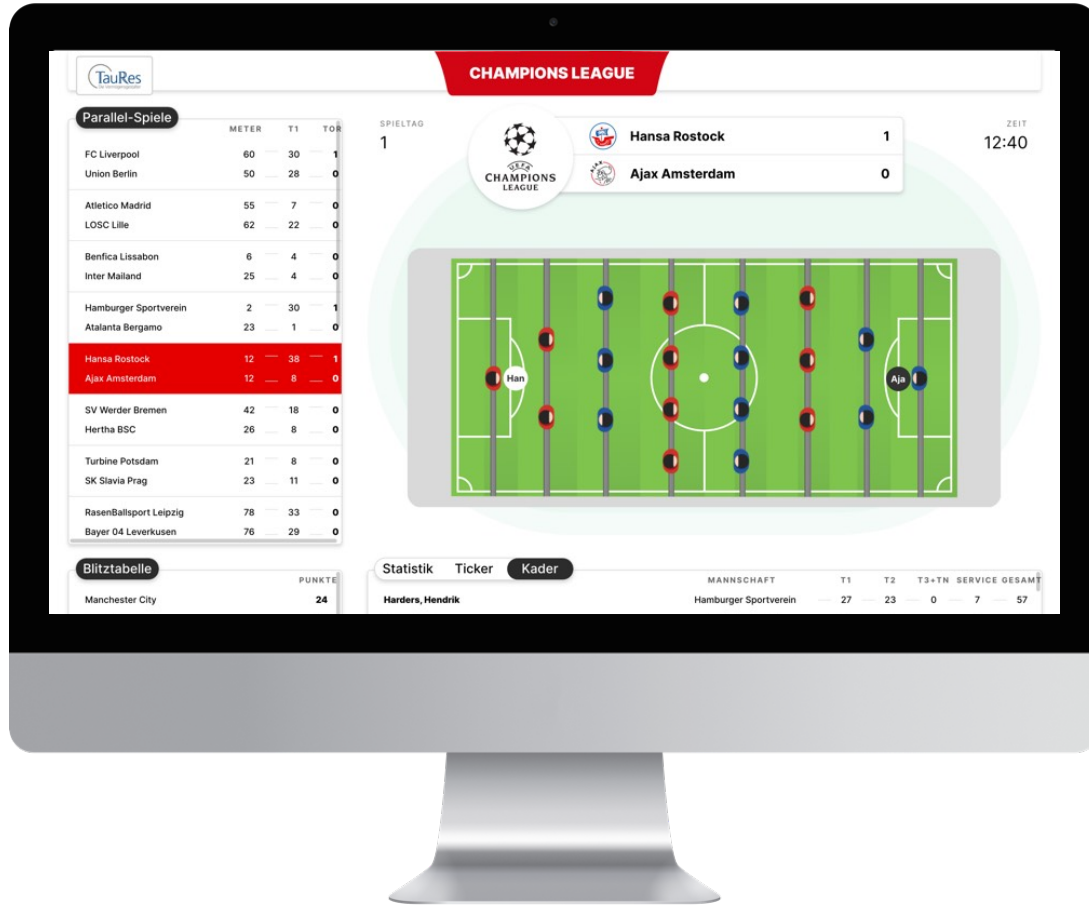 TauRes
CHAMPIONS LEAGUE
Parallel-Spiele
METER T1 TOR
FC Liverpool 60 30 1
Union Berlin 50 28 0
Atletico Madrid 55 7 0
LOSC Lille 62 22 0
Benfica Lissabon 6 4 0
Inter Mailand 25 4 0
Hamburger Sportverein 2 30 1
Atalanta Bergamo 23 1 0
Hansa Rostock 12 38 1
Ajax Amsterdam 12 8 0
SV Werder Bremen 42 18 0
Hertha BSC 26 8 0
Turbine Potsdam 21 8 0
SK Slavia Prag 23 11 0
RasenBallsport Leipzig 78 33 0
Bayer 04 Leverkusen 76 29 0
SPIELTAG
1
UEFA
CHAMPIONS
LEAGUE
Hansa Rostock 1
Ajax Amsterdam 0
ZEIT
12:40
Han
Aja
Blitztabelle
PUNKTE
Manchester City 24
Statistik Ticker Kader
MANNSCHAFT T1 T2 T3+TN SERVICE GESAMT
Harders, Hendrik Hamburger Sportverein 27 23 0 7 57